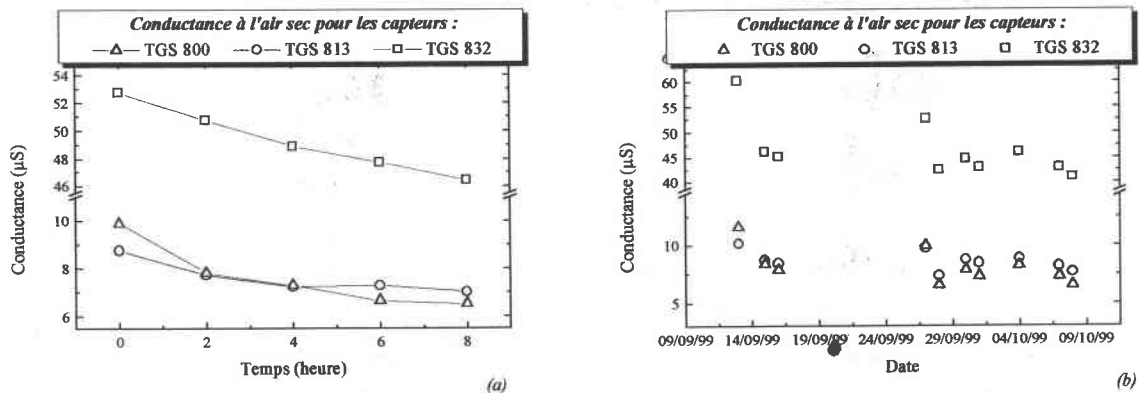 Conductance à l'air sec pour les capteurs :
TGS 800 TGS 813 TGS 832
54
52
50
48
46
10
8
6
Conductance (µS)
0 2 4 6 8
Temps (heure)
(a)
Conductance à l'air sec pour les capteurs :
TGS 800 TGS 813 TGS 832
60
55
50
45
40
10
5
Conductance (µS)
09/09/99 14/09/99 19/09/99 24/09/99 29/09/99 04/10/99 09/10/99
Date
(b)